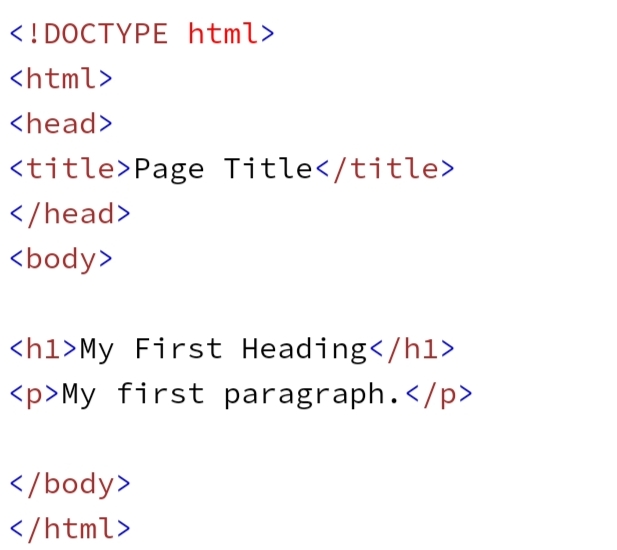 <!DOCTYPE html>
<html>
<head>
<title>Page Title</title>
</head>
<body>
<h1>My First Heading</h1>
<p>My first paragraph.</p>
</body>
</html>